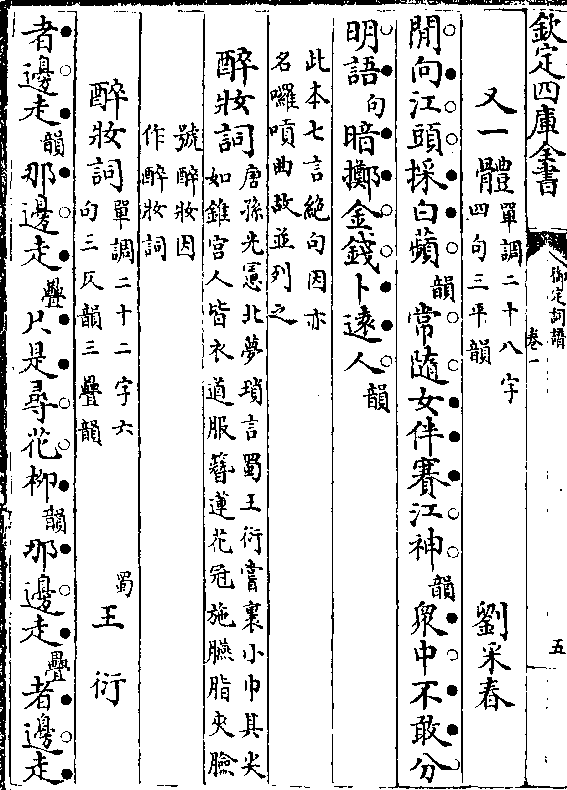 欽定四庫全書
御定詞譜
卷一
五
又一體單調二十八字
四句三平韻
劉采春
閒向江頭採白蘋韻常隨女伴賽江神韻衆中不敢分
明語句暗擲金錢卜遠人韻
此本七言絕句因亦
名囉嗊曲故並列之
醉妝詞唐孫光憲北夢瑣言蜀王衍嘗裹小巾其尖
如錐宮人皆衣道服簪蓮花冠施臙脂夾臉
號醉妝因
作醉妝詞
醉妝詞單調二十二字六
句三仄韻三疊韻
蜀王衍
者邊走韻那邊走疊只是尋花柳韻那邊走疊者邊走